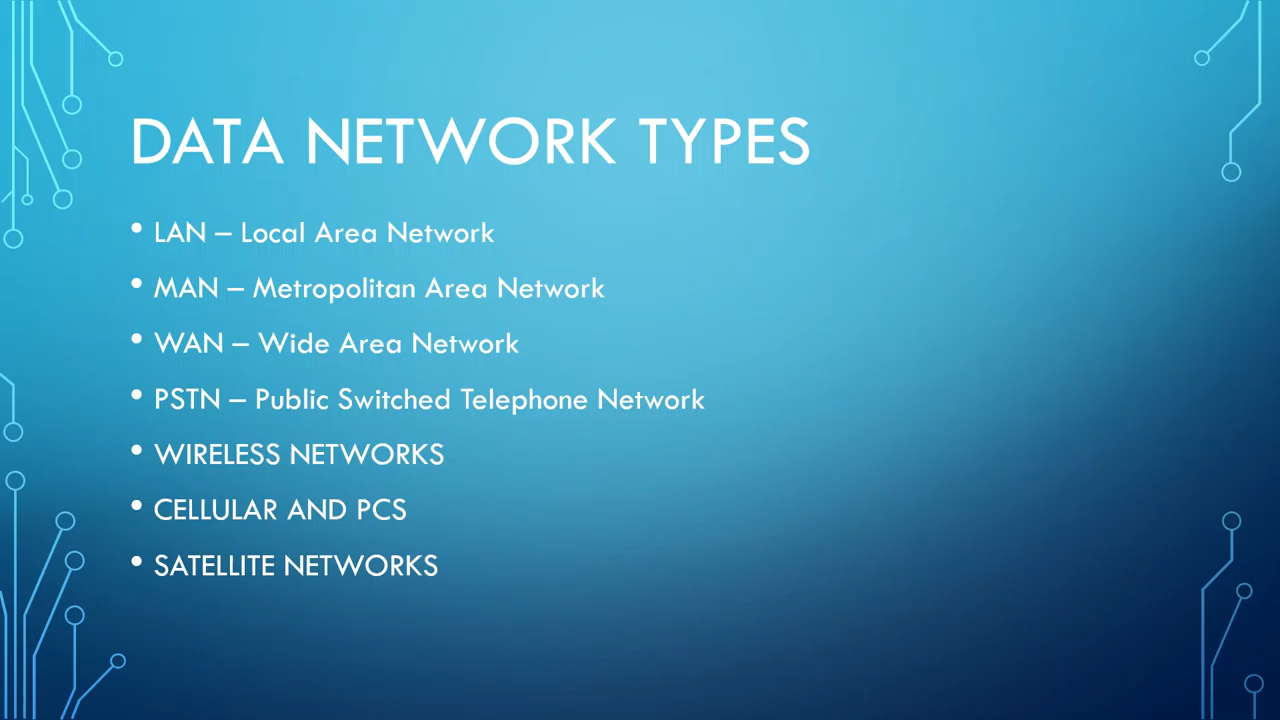 DATA NETWORK TYPES
• LAN – Local Area Network
• MAN – Metropolitan Area Network
• WAN – Wide Area Network
• PSTN – Public Switched Telephone Network
• WIRELESS NETWORKS
• CELLULAR AND PCS
• SATELLITE NETWORKS